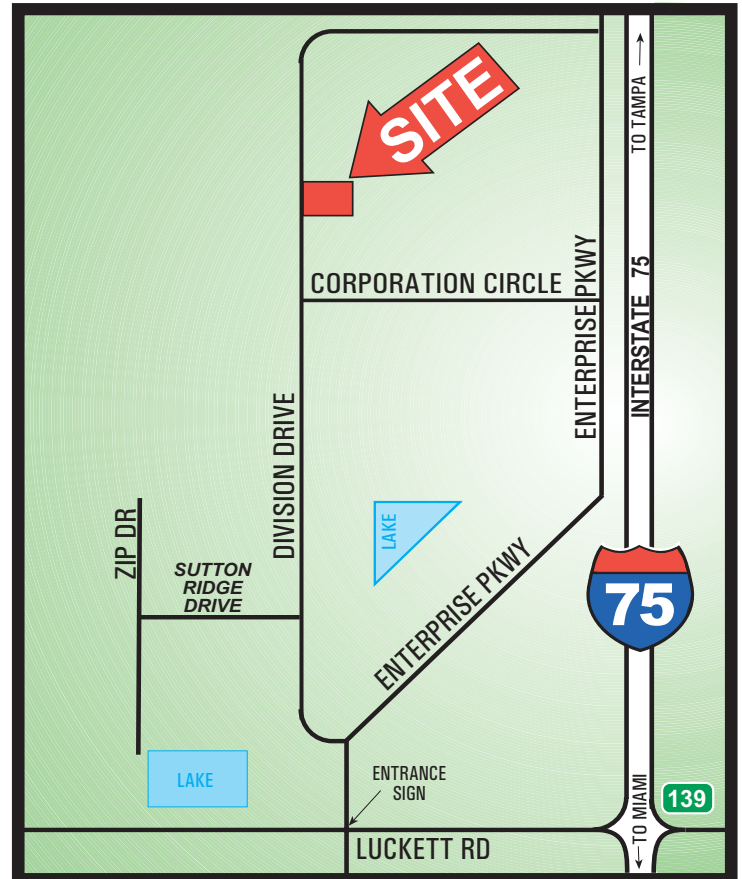 SITE
TO TAMPA
CORPORATION CIRCLE
ENTERPRISE PKWY
INTERSTATE 75
DIVISION DRIVE
LAKE
ZIP DR
SUTTON
RIDGE
DRIVE
ENTERPRISE PKWY
75
LAKE
ENTRANCE
SIGN
TO MIAMI
139
LUCKETT RD